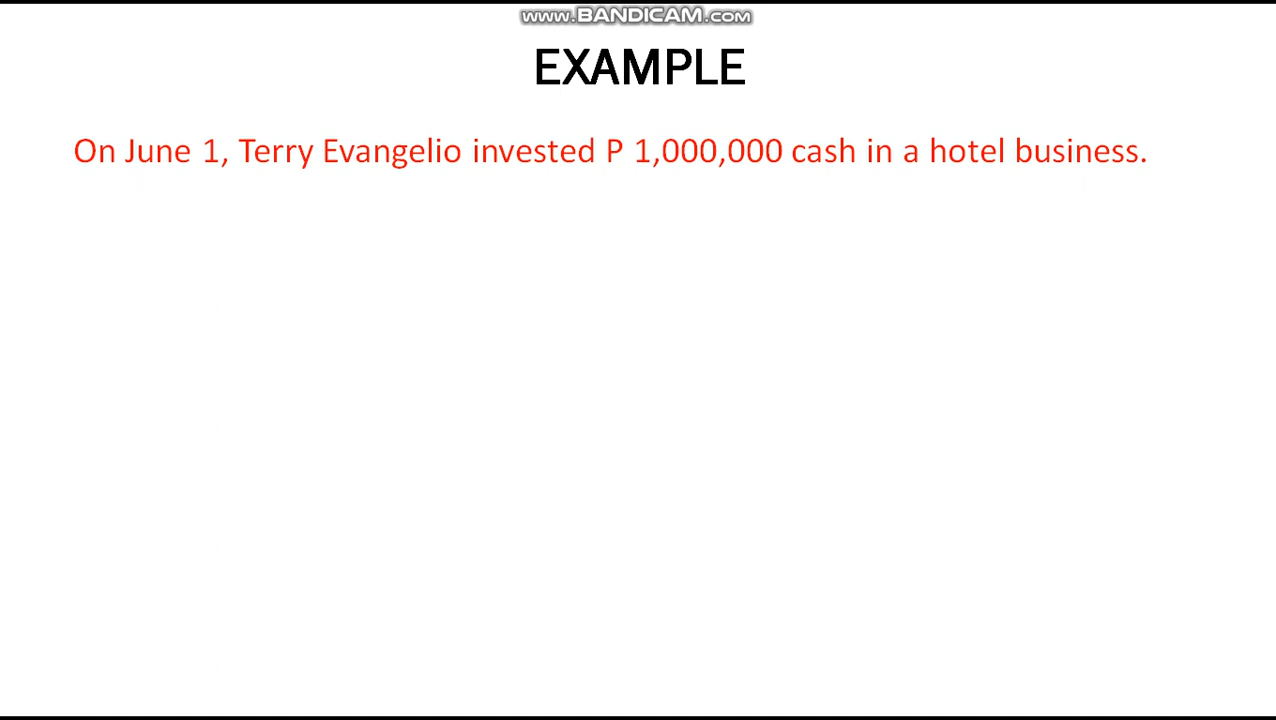 www.BANDICAM.com
EXAMPLE
On June 1, Terry Evangelio invested P 1,000,000 cash in a hotel business.